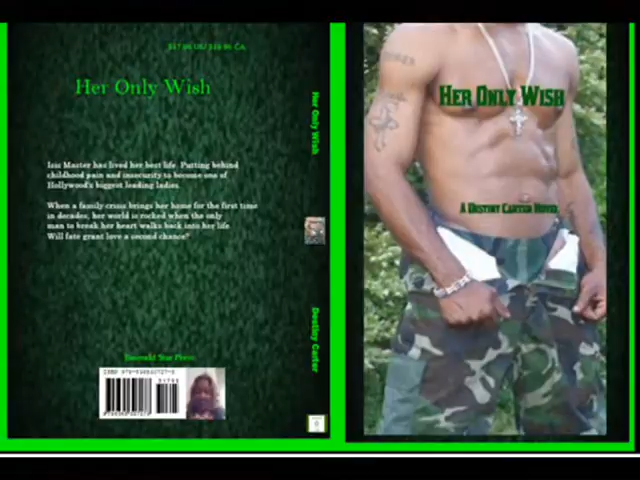 Her Only Wish
Isis Master has lived her best life. Putting behind
childhood pain and insecurity to become one of
Hollywood's biggest leading ladies.
When a family crisis brings her home for the first time
in decades, her world is rocked when the only
man to break her heart walks back into her life.
Will fate grant love a second chance?
Emerald Star Press
Her Only Wish
Destiny Carter
HER ONLY WISH
A DESTINY CARTER NOVEL